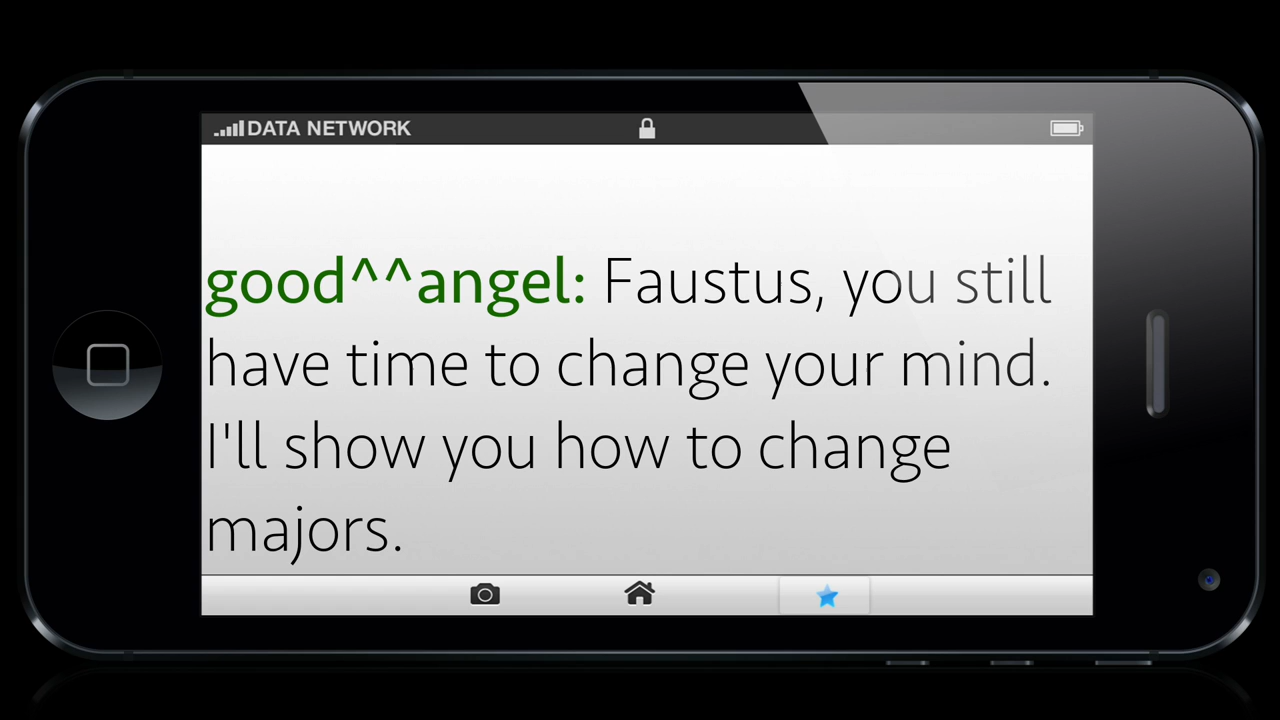 DATA NETWORK
good^^angel: Faustus, you still
have time to change your mind.
I'll show you how to change
majors.